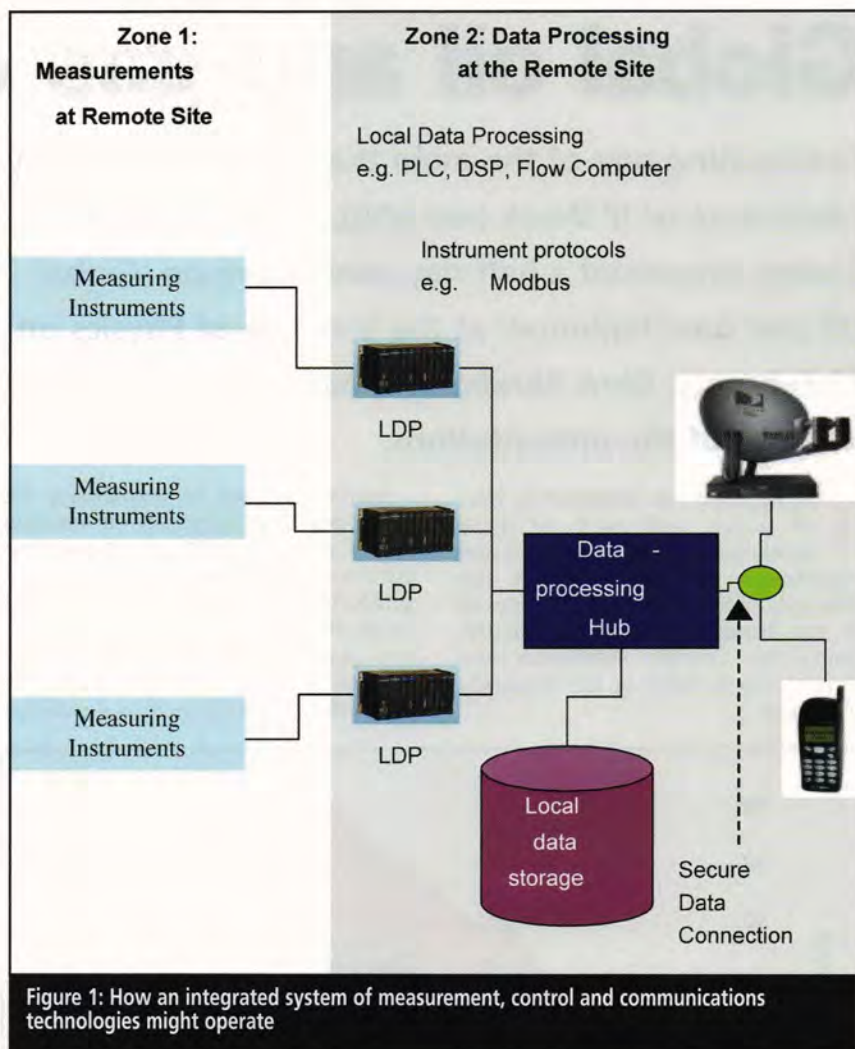 Zone 1:
Measurements
at Remote Site
Zone 2: Data Processing
at the Remote Site
Local Data Processing
e.g. PLC, DSP, Flow Computer
Instrument protocols
e.g. Modbus
Measuring
Instruments
LDP
Measuring
Instruments
LDP
Data -
processing
Hub
Measuring
Instruments
LDP
Local
data
storage
Secure
Data
Connection
Figure 1: How an integrated system of measurement, control and communications
technologies might operate